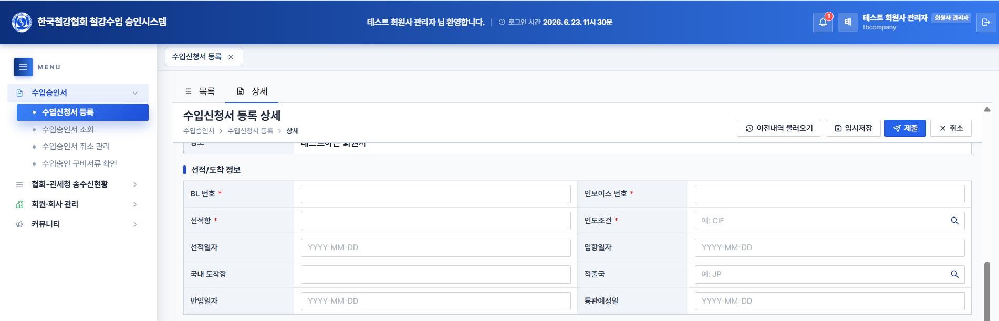 한국철강협회 철강수입 승인시스템
테스트 회원사 관리자 님 환영합니다. | 로그인 시간 2026. 6. 23. 11시 30분
1
테
테스트 회원사 관리자 회원사 관리자
tbcompany
MENU
수입승인서
수입신청서 등록
수입승인서 조회
수입승인서 취소 관리
수입승인 구비서류 확인
협회-관세청 송수신현황
회원·회사 관리
커뮤니티
수입신청서 등록
목록
상세
수입신청서 등록 상세
수입승인서 > 수입신청서 등록 > 상세
이전내역 불러오기
임시저장
제출
취소
선적/도착 정보
BL 번호 *
인보이스 번호 *
선적항 *
인도조건 * 예: CIF
선적일자 YYYY-MM-DD
입항일자 YYYY-MM-DD
국내 도착항
적출국 예: JP
반입일자 YYYY-MM-DD
통관예정일 YYYY-MM-DD